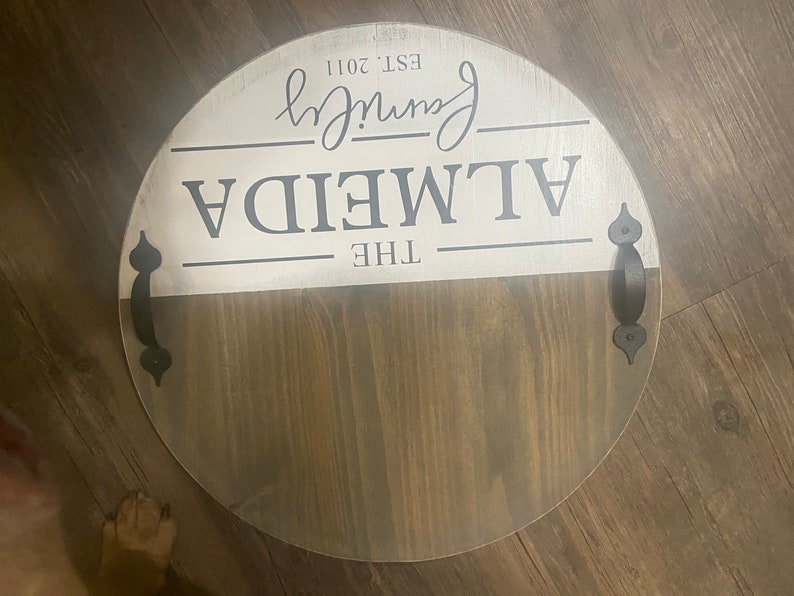 THE
ALMEIDA
family
EST. 2011